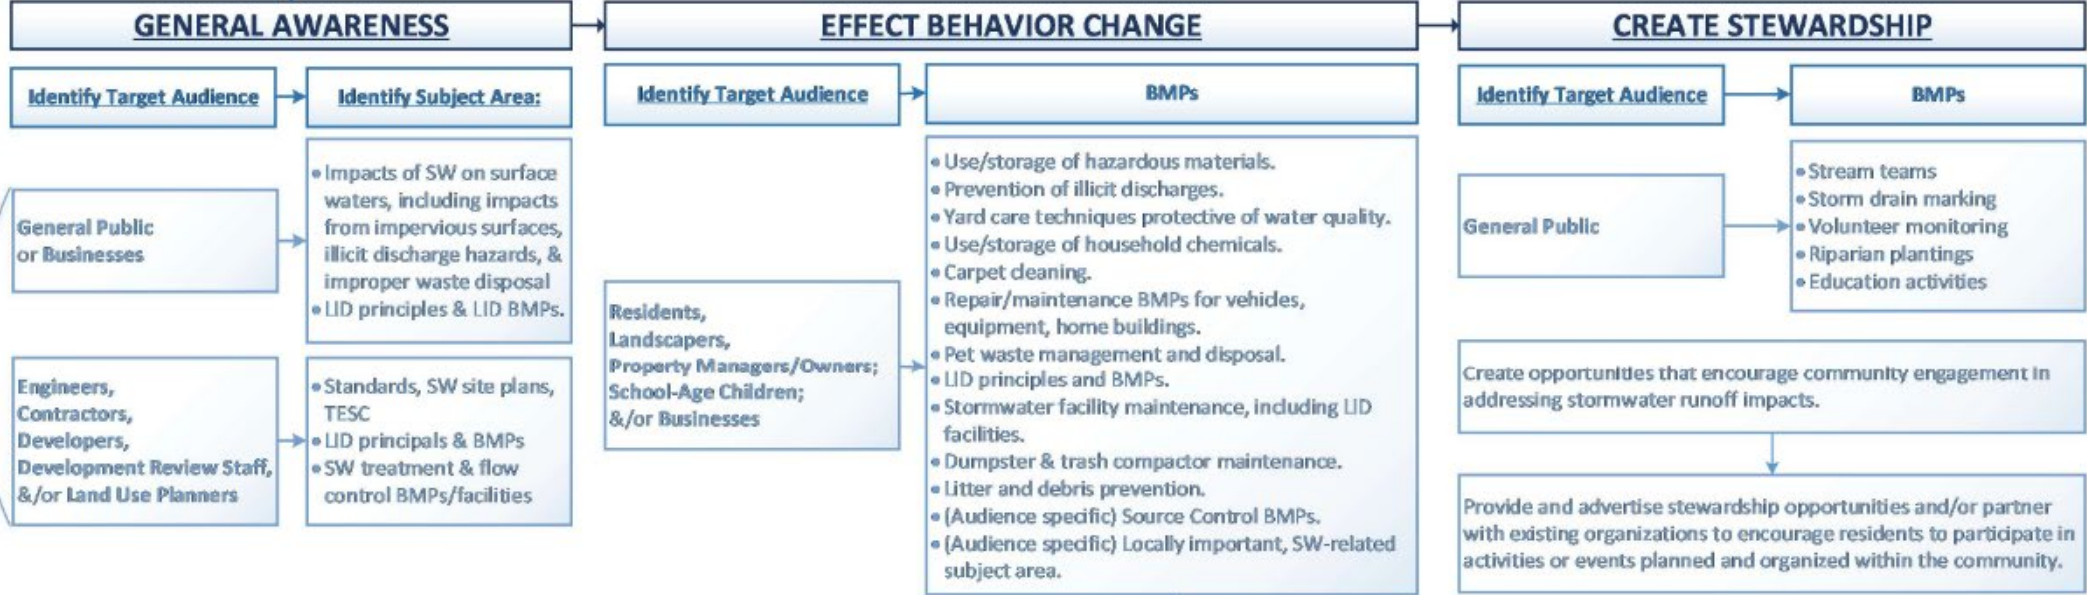 GENERAL AWARENESS
Identify Target Audience
Identify Subject Area:
General Public
or Businesses
• Impacts of SW on surface
waters, including impacts
from impervious surfaces,
illicit discharge hazards, &
improper waste disposal
• LID principles & LID BMPs.
Engineers,
Contractors,
Developers,
Development Review Staff,
&/or Land Use Planners
• Standards, SW site plans,
TESC
• LID principals & BMPs
• SW treatment & flow
control BMPs/facilities
EFFECT BEHAVIOR CHANGE
Identify Target Audience
BMPs
Residents,
Landscapers,
Property Managers/Owners;
School-Age Children;
&/or Businesses
• Use/storage of hazardous materials.
• Prevention of illicit discharges.
• Yard care techniques protective of water quality.
• Use/storage of household chemicals.
• Carpet cleaning.
• Repair/maintenance BMPs for vehicles,
equipment, home buildings.
• Pet waste management and disposal.
• LID principles and BMPs.
• Stormwater facility maintenance, including LID
facilities.
• Dumpster & trash compactor maintenance.
• Litter and debris prevention.
• (Audience specific) Source Control BMPs.
• (Audience specific) Locally important, SW-related
subject area.
CREATE STEWARDSHIP
Identify Target Audience
BMPs
General Public
• Stream teams
• Storm drain marking
• Volunteer monitoring
• Riparian plantings
• Education activities
Create opportunities that encourage community engagement in
addressing stormwater runoff impacts.
Provide and advertise stewardship opportunities and/or partner
with existing organizations to encourage residents to participate in
activities or events planned and organized within the community.